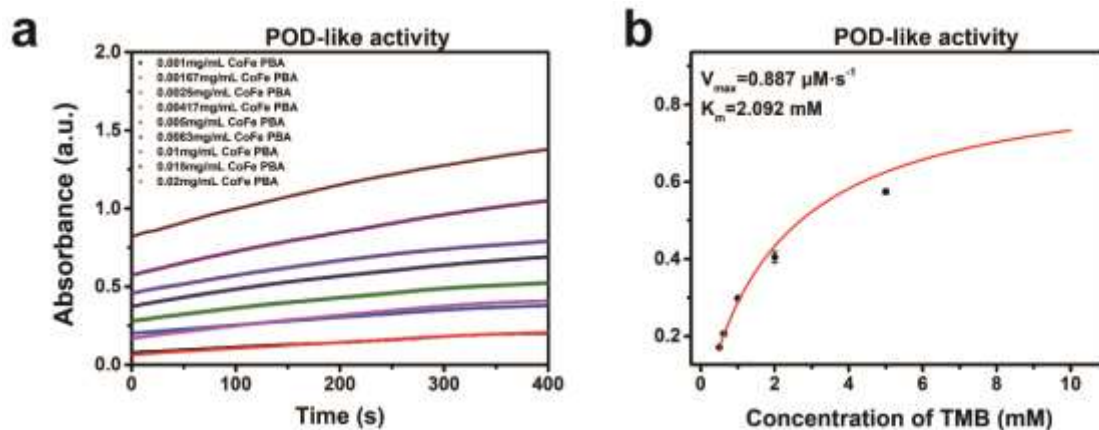 a
POD-like activity
2.0
1.5
1.0
0.5
0.0
Absorbance (a.u.)
0.001mg/mL CoFe PBA
0.00167mg/mL CoFe PBA
0.0025mg/mL CoFe PBA
0.00417mg/mL CoFe PBA
0.005mg/mL CoFe PBA
0.0063mg/mL CoFe PBA
0.01mg/mL CoFe PBA
0.016mg/mL CoFe PBA
0.02mg/mL CoFe PBA
0
100
200
300
400
Time (s)
b
POD-like activity
Vmax=0.887 μM·s⁻¹
Km=2.092 mM
0.8
0.6
0.4
0.2
0
2
4
6
8
10
Concentration of TMB (mM)